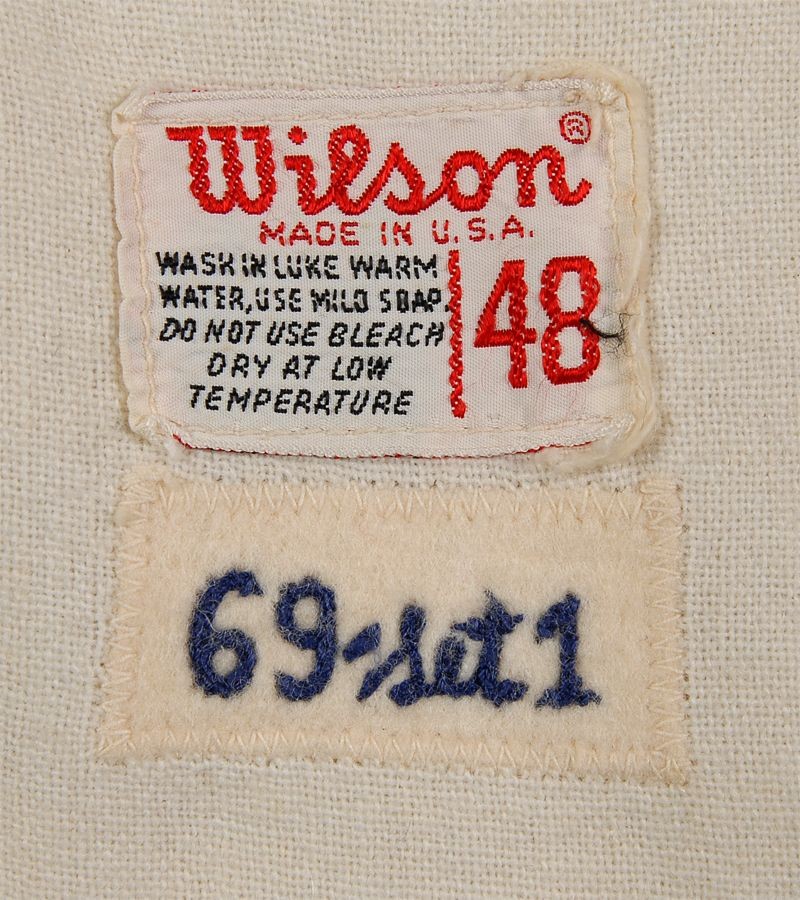 Wilson®
MADE IN U.S.A.
WASH IN LUKE WARM
WATER, USE MILD SOAP.
DO NOT USE BLEACH
DRY AT LOW
TEMPERATURE
48
69-set 1